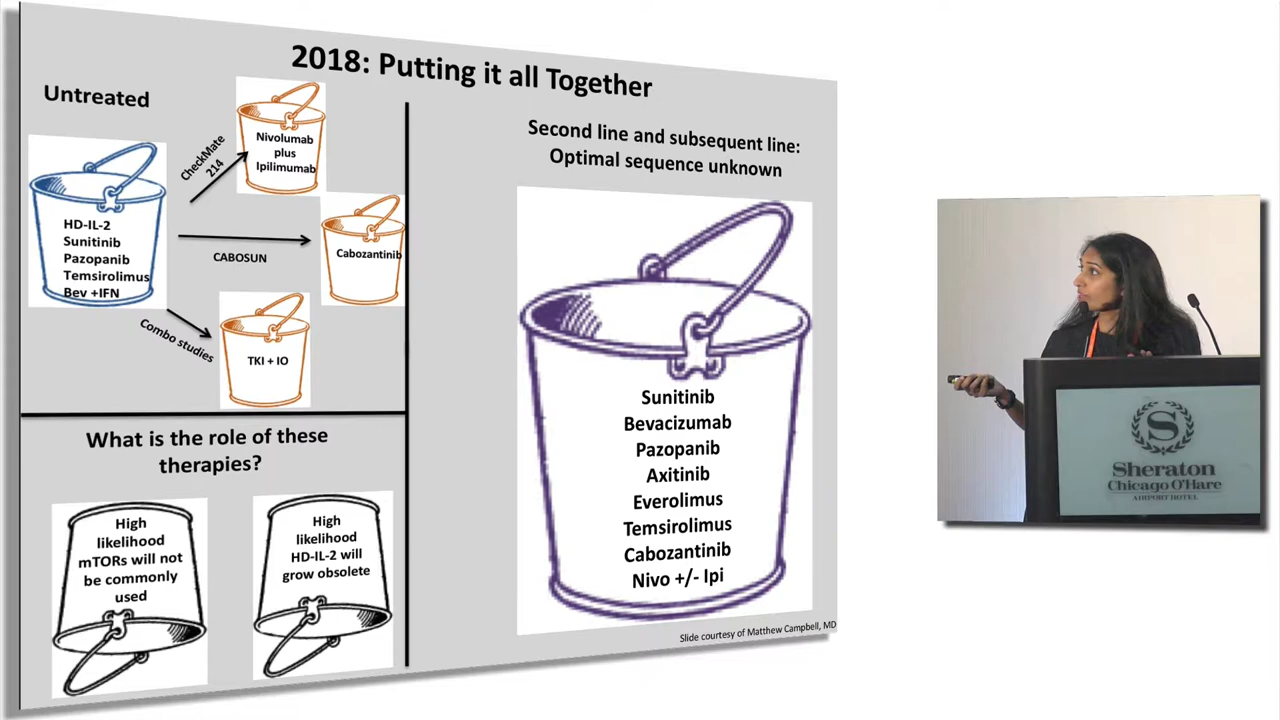 2018: Putting it all Together
Untreated
HD-IL-2
Sunitinib
Pazopanib
Temsirolimus
Bev +IFN
CheckMate
214
Nivolumab
plus
Ipilimumab
CABOSUN
Cabozantinib
Combo studies
TKI + IO
What is the role of these
therapies?
High
likelihood
mTORs will not
be commonly
used
High
likelihood
HD-IL-2 will
grow obsolete
Second line and subsequent line:
Optimal sequence unknown
Sunitinib
Bevacizumab
Pazopanib
Axitinib
Everolimus
Temsirolimus
Cabozantinib
Nivo +/- Ipi
Slide courtesy of Matthew Campbell, MD
S
Sheraton
Chicago O'Hare
AIRPORT HOTEL